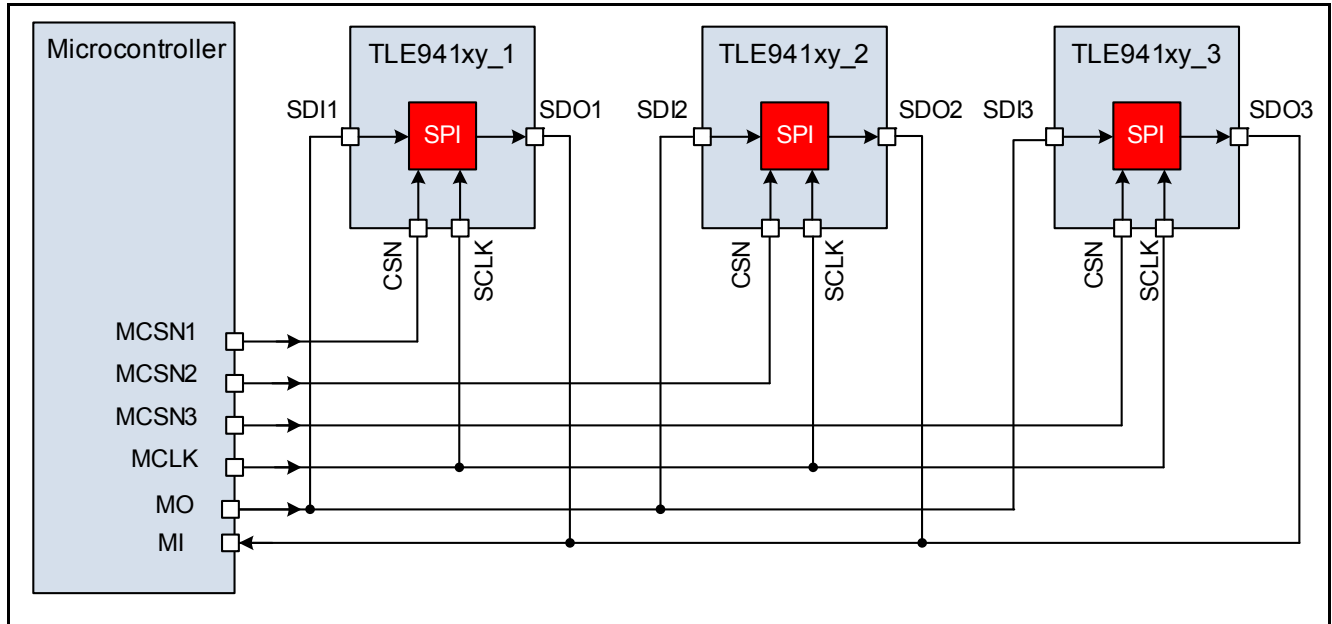 Microcontroller
TLE941xy_1
TLE941xy_2
TLE941xy_3
SDI1
SPI
SDO1
SDI2
SPI
SDO2
SDI3
SPI
SDO3
CSN
SCLK
CSN
SCLK
CSN
SCLK
MCSN1
MCSN2
MCSN3
MCLK
MO
MI